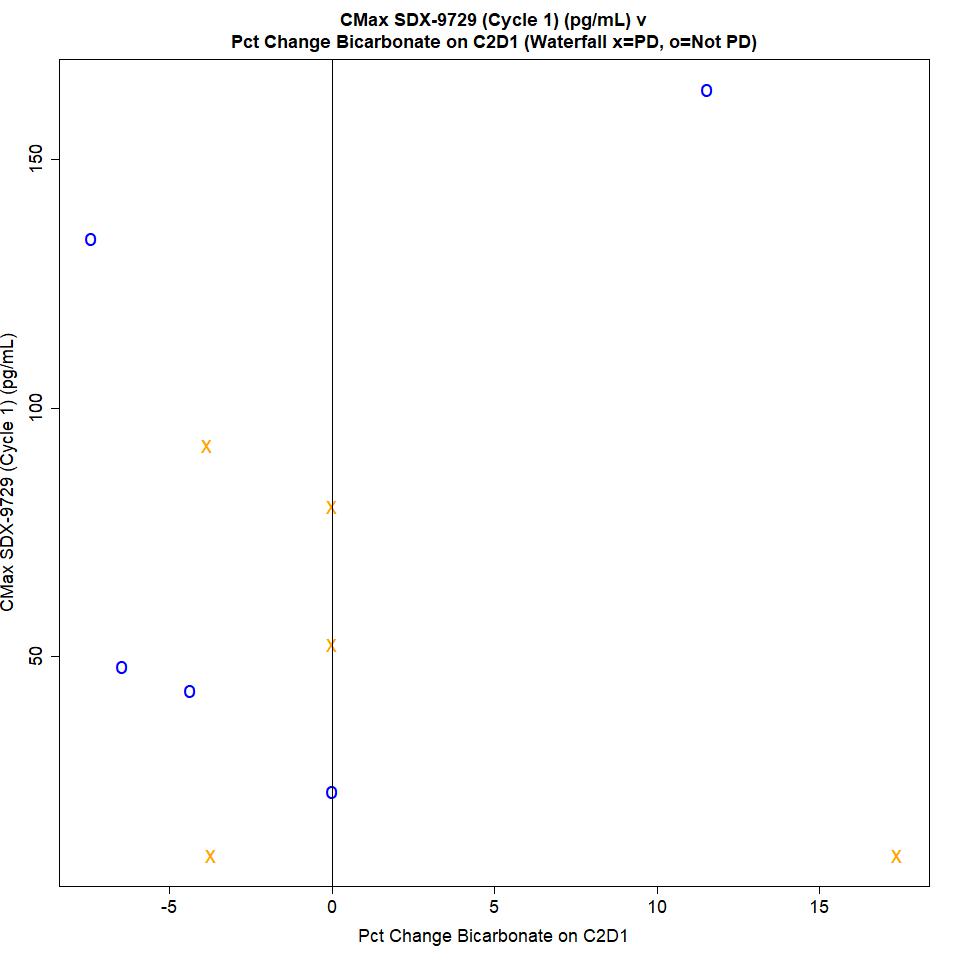 CMax SDX-9729 (Cycle 1) (pg/mL) v
Pct Change Bicarbonate on C2D1 (Waterfall x=PD, o=Not PD)
CMax SDX-9729 (Cycle 1) (pg/mL)
150
100
50
O
O
X
X
X
O
O
O
X
X
-5
0
5
10
15
Pct Change Bicarbonate on C2D1